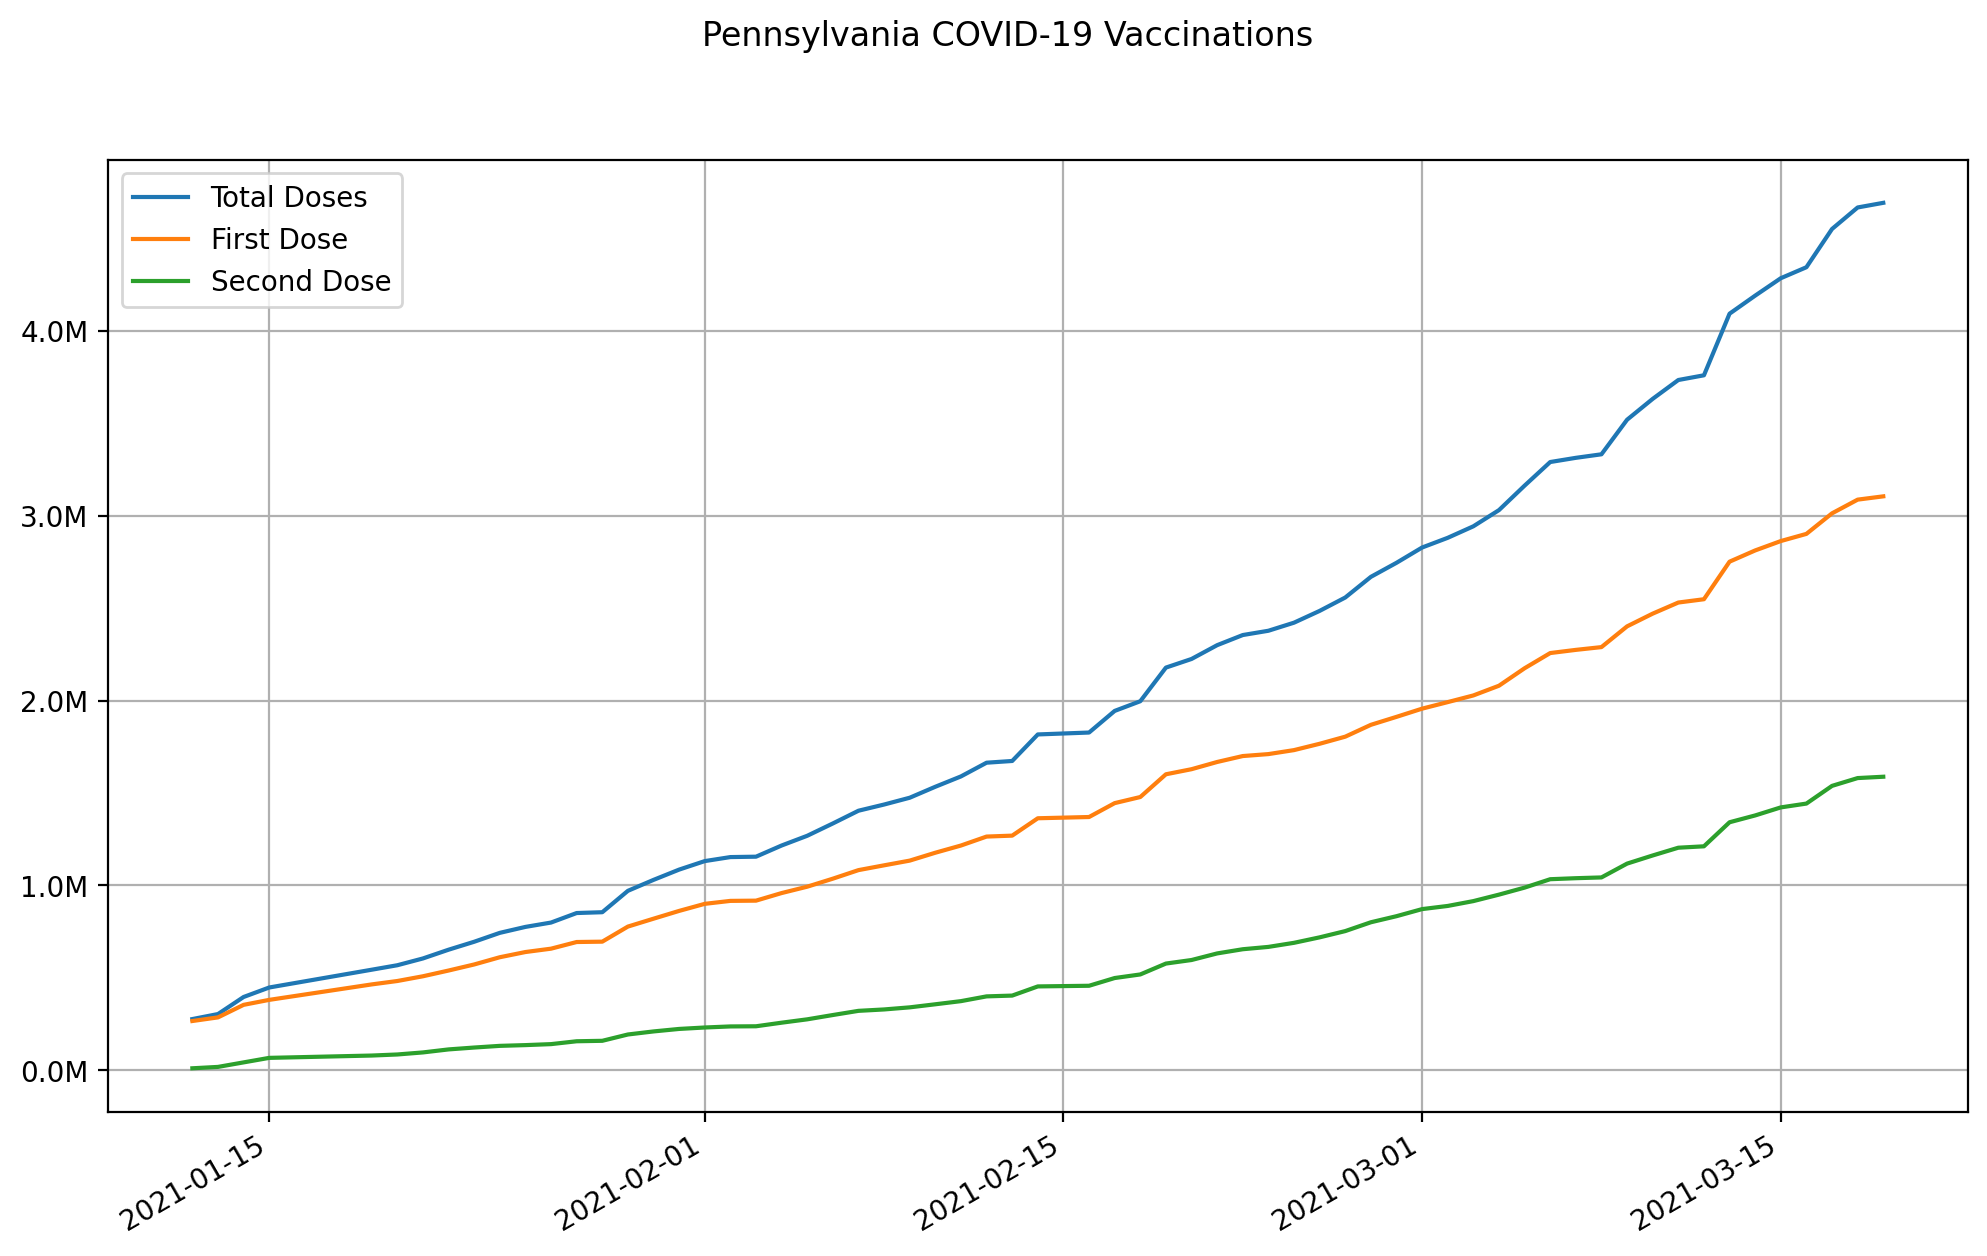 Pennsylvania COVID-19 Vaccinations
Total Doses
First Dose
Second Dose
4.0M
3.0M
2.0M
1.0M
0.0M
2021-01-15
2021-02-01
2021-02-15
2021-03-01
2021-03-15